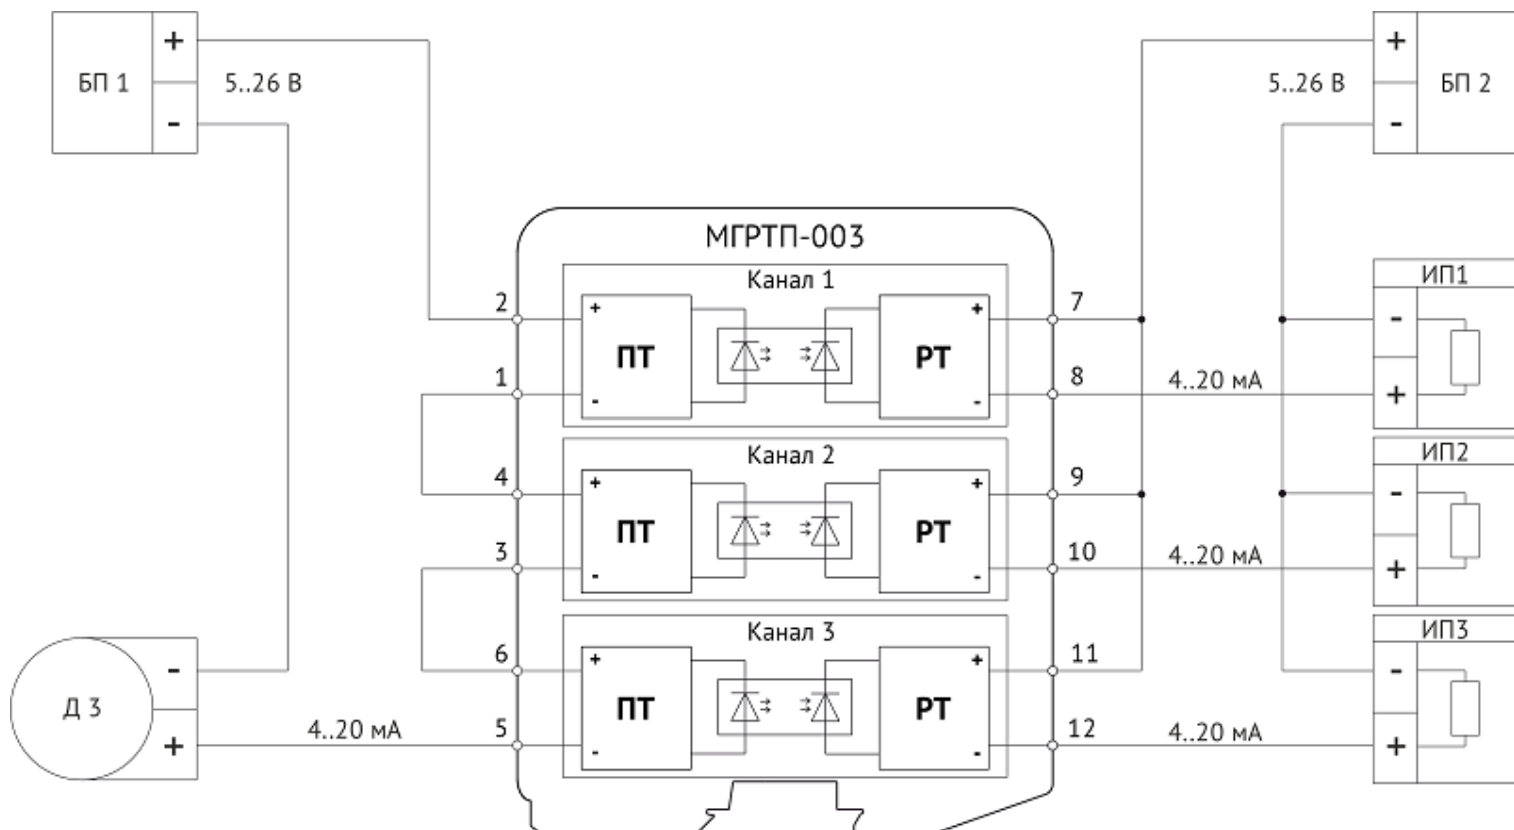 БП 1
+
-
5..26 В
5..26 В
+
-
БП 2
МГРТП-003
Канал 1
2
+
ПТ
-
1
+
РТ
-
7
8
4..20 мА
ИП1
-
+
Канал 2
4
+
ПТ
-
3
+
РТ
-
9
10
4..20 мА
ИП2
-
+
Канал 3
6
+
ПТ
-
5
+
РТ
-
11
12
4..20 мА
ИП3
-
+
Д 3
-
+
4..20 мА